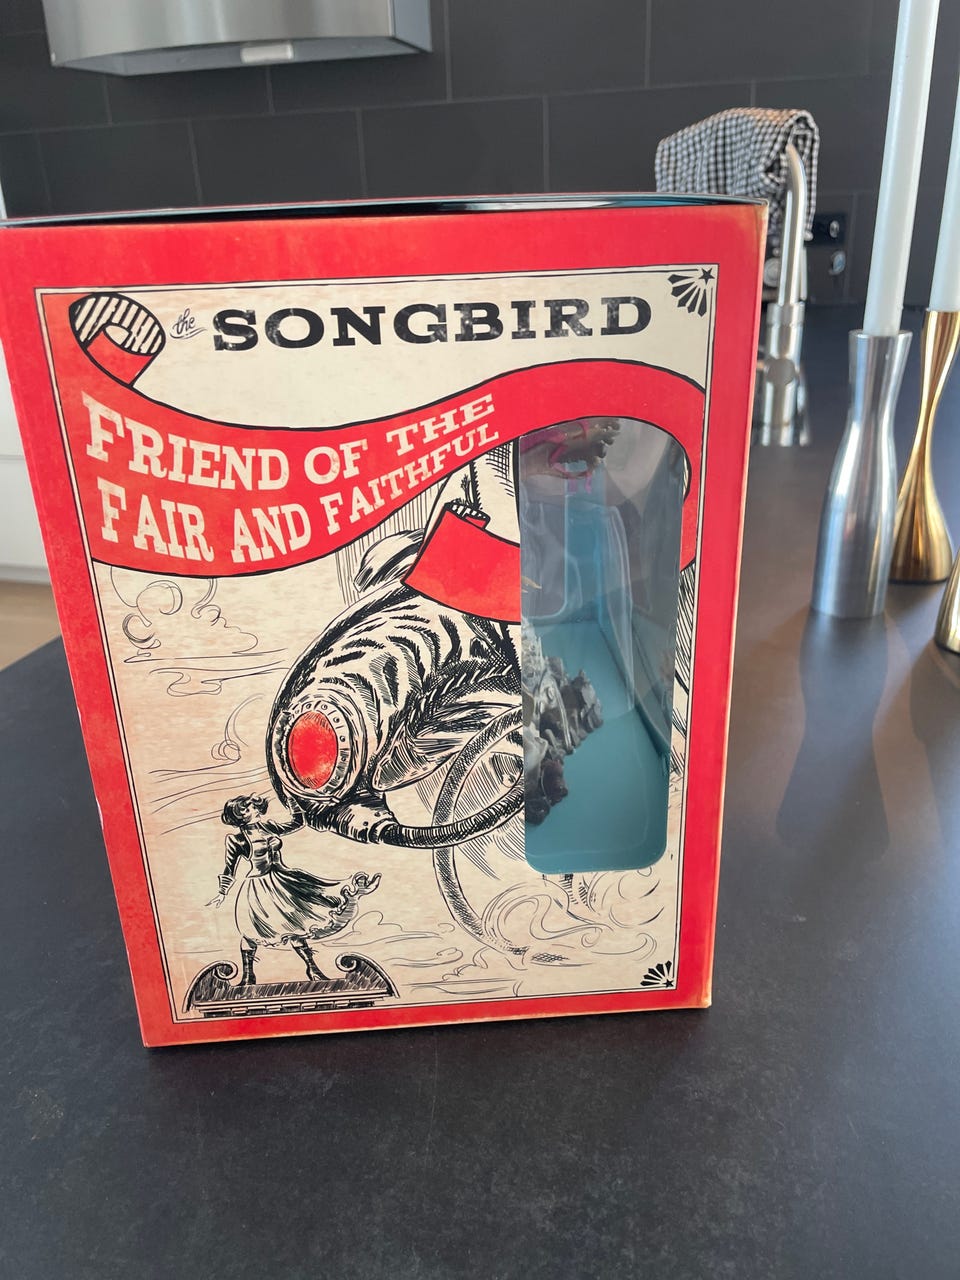 the SONGBIRD
FRIEND OF THE
FAIR AND FAITHFUL